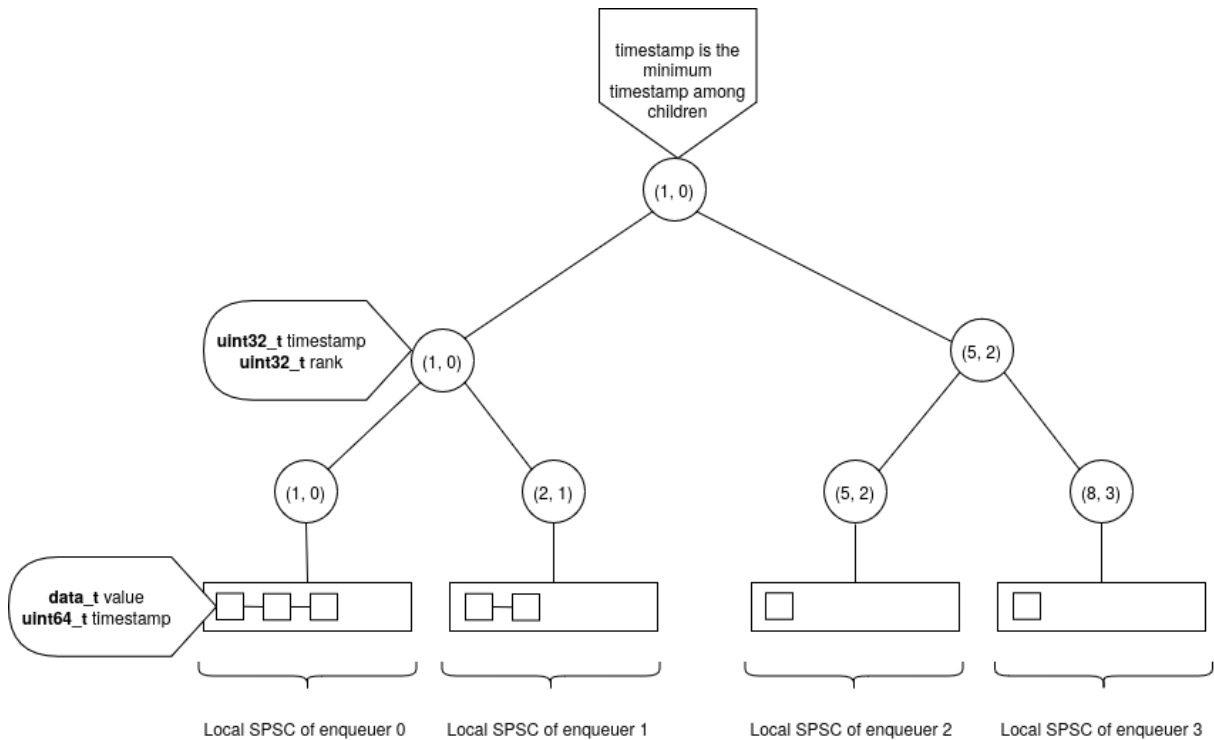 timestamp is the
minimum
timestamp among
children
(1, 0)
uint32_t timestamp
uint32_t rank
(1, 0)
(5, 2)
(1, 0)
(2, 1)
(5, 2)
(8, 3)
data_t value
uint64_t timestamp
Local SPSC of enqueuer 0
Local SPSC of enqueuer 1
Local SPSC of enqueuer 2
Local SPSC of enqueuer 3